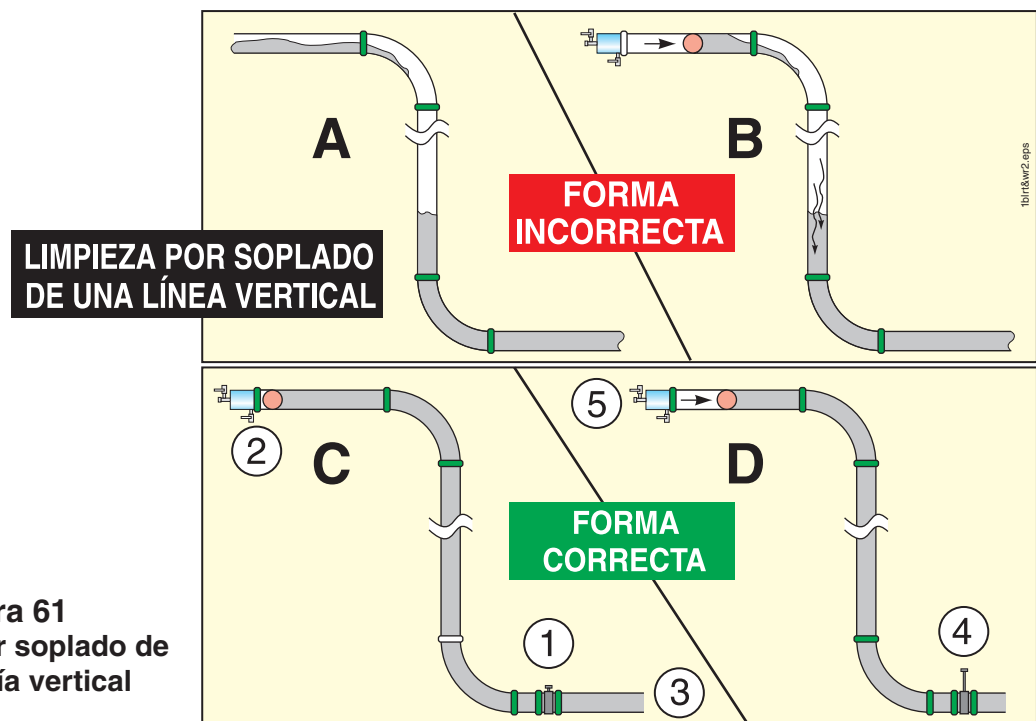 A
B
FORMA
INCORRECTA
1blrt&wr2.eps
LIMPIEZA POR SOPLADO
DE UNA LÍNEA VERTICAL
2
C
5
D
FORMA
CORRECTA
1
3
4
ra 61
r soplado de
ía vertical